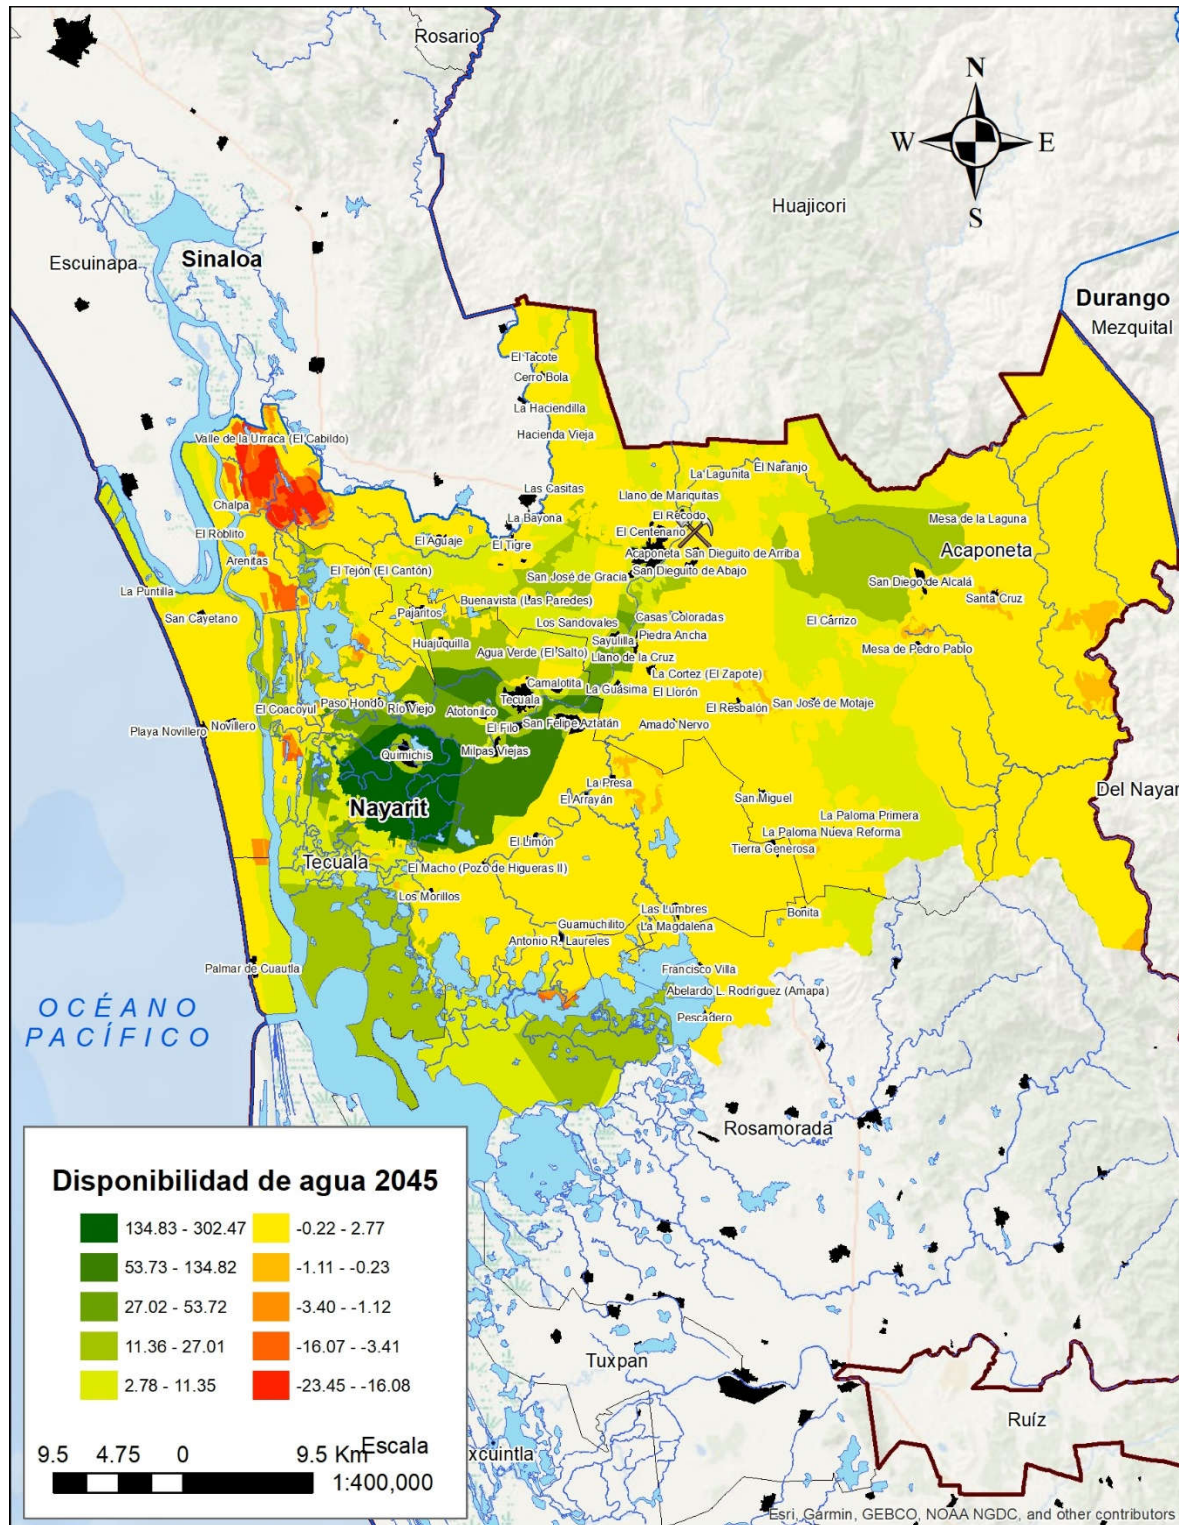 Rosario
N
W
E
S
Huajicori
Sinaloa
Escuinapa
Durango
Mezquital
El Tacote
Cerro Bola
La Haciendilla
Hacienda Vieja
Valle de la Urraca (El Cabildo)
La Lagunita
El Naranjo
Las Casitas
Llano de Mariquitas
Chalpa
La Bayona
El Recodo
Mesa de la Laguna
El Roblito
El Centenario
El Aguaje
El Tigre
Acaponeta
San Dieguito de Arriba
Acaponeta
Arenitas
El Tejón (El Cantón)
San José de Gracia
San Dieguito de Abajo
San Diego de Alcalá
La Puntilla
Santa Cruz
Buenavista (Las Paredes)
San Cayetano
Pajaritos
Los Sandovales
Casas Coloradas
El Carrizo
Huajuquilla
Sayulilla
Piedra Ancha
Mesa de Pedro Pablo
Agua Verde (El Salto)
Llano de la Cruz
La Cortez (El Zapote)
Camalotita
La Guásima
El Llorón
Tecuala
El Coacoyul
Paso Hondo
Río Viejo
Atotonilco
El Resbalón
San José de Motaje
Playa Novillero
Novillero
El Filo
San Felipe Aztatán
Amado Nervo
Quimichis
Milpas Viejas
La Presa
Del Nayar
Nayarit
El Arrayán
San Miguel
La Paloma Primera
La Paloma Nueva Reforma
El Limón
Tierra Generosa
Tecuala
El Macho (Pozo de Higueras II)
Los Morillos
Las Lumbres
Bonita
Guamuchilito
La Magdalena
Antonio R. Laureles
Palmar de Cuautla
Francisco Villa
OCÉANO
PACÍFICO
Abelardo L. Rodríguez (Amapa)
Pescadero
Rosamorada
Disponibilidad de agua 2045
134.83 - 302.47
-0.22 - 2.77
53.73 - 134.82
-1.11 - -0.23
27.02 - 53.72
-3.40 - -1.12
11.36 - 27.01
-16.07 - -3.41
2.78 - 11.35
-23.45 - -16.08
Tuxpan
Ruíz
9.5 4.75 0 9.5 Km
Escala
1:400,000
xcuintla
Esri, Garmin, GEBCO, NOAA NGDC, and other contributors